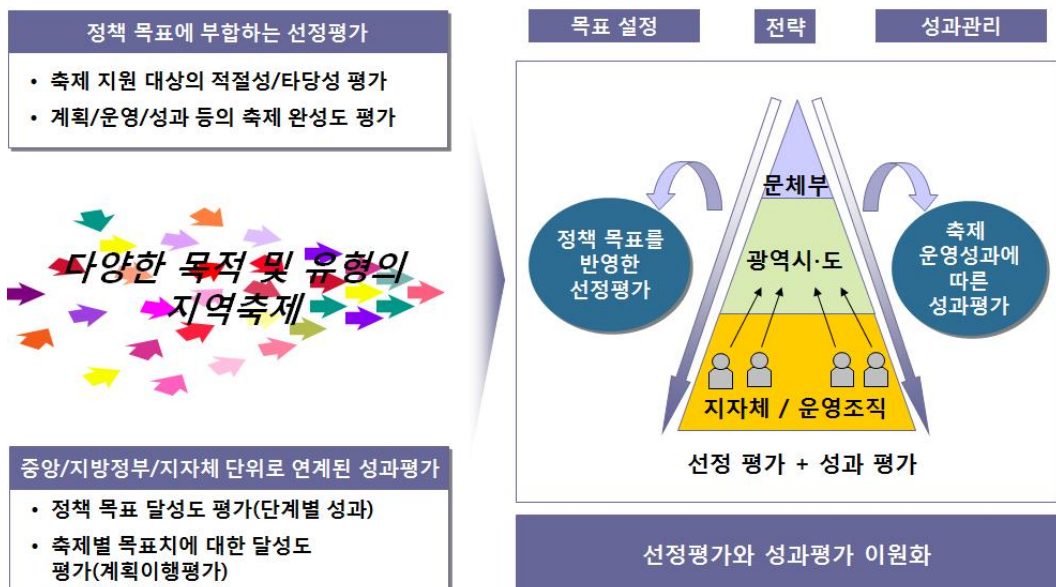 정책 목표에 부합하는 선정평가
• 축제 지원 대상의 적절성/타당성 평가
• 계획/운영/성과 등의 축제 완성도 평가
다양한 목적 및 유형의
지역축제
중앙/지방정부/지자체 단위로 연계된 성과평가
• 정책 목표 달성도 평가(단계별 성과)
• 축제별 목표치에 대한 달성도
평가(계획이행평가)
목표 설정
전략
성과관리
문체부
정책 목표를
반영한
선정평가
광역시·도
축제
운영성과에
따른
성과평가
지자체 / 운영조직
선정 평가 + 성과 평가
선정평가와 성과평가 이원화